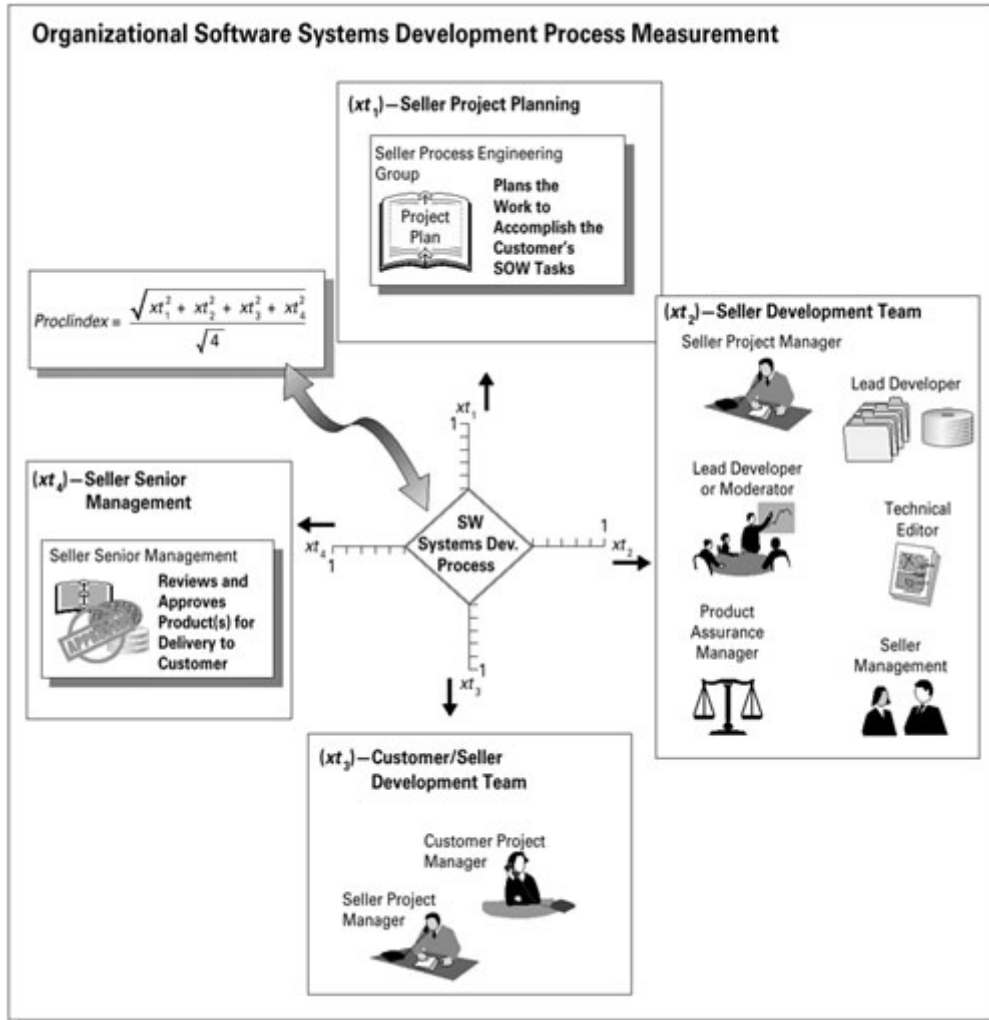 Organizational Software Systems Development Process Measurement
(xt₁)—Seller Project Planning
Seller Process Engineering
Group
Project
Plan
Plans the
Work to
Accomplish the
Customer's
SOW Tasks
ProcIindex = √(xt₁² + xt₂² + xt₃² + xt₄²) / √4
(xt₂)—Seller Development Team
Seller Project Manager
Lead Developer
Lead Developer
or Moderator
Technical
Editor
Product
Assurance
Manager
Seller
Management
(xt₄)—Seller Senior
Management
Seller Senior Management
Reviews and
Approves
Product(s) for
Delivery to
Customer
xt₁
1
SW
Systems Dev.
Process
xt₄
1
1
xt₂
1
xt₃
(xt₃)—Customer/Seller
Development Team
Customer Project
Manager
Seller Project
Manager